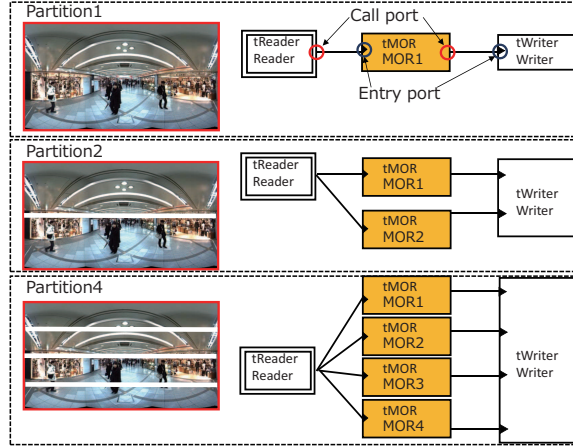 Partition1
Call port
tReader
Reader
tMOR
MOR1
tWriter
Writer
Entry port
Partition2
tReader
Reader
tMOR
MOR1
tMOR
MOR2
tWriter
Writer
Partition4
tReader
Reader
tMOR
MOR1
tMOR
MOR2
tMOR
MOR3
tMOR
MOR4
tWriter
Writer